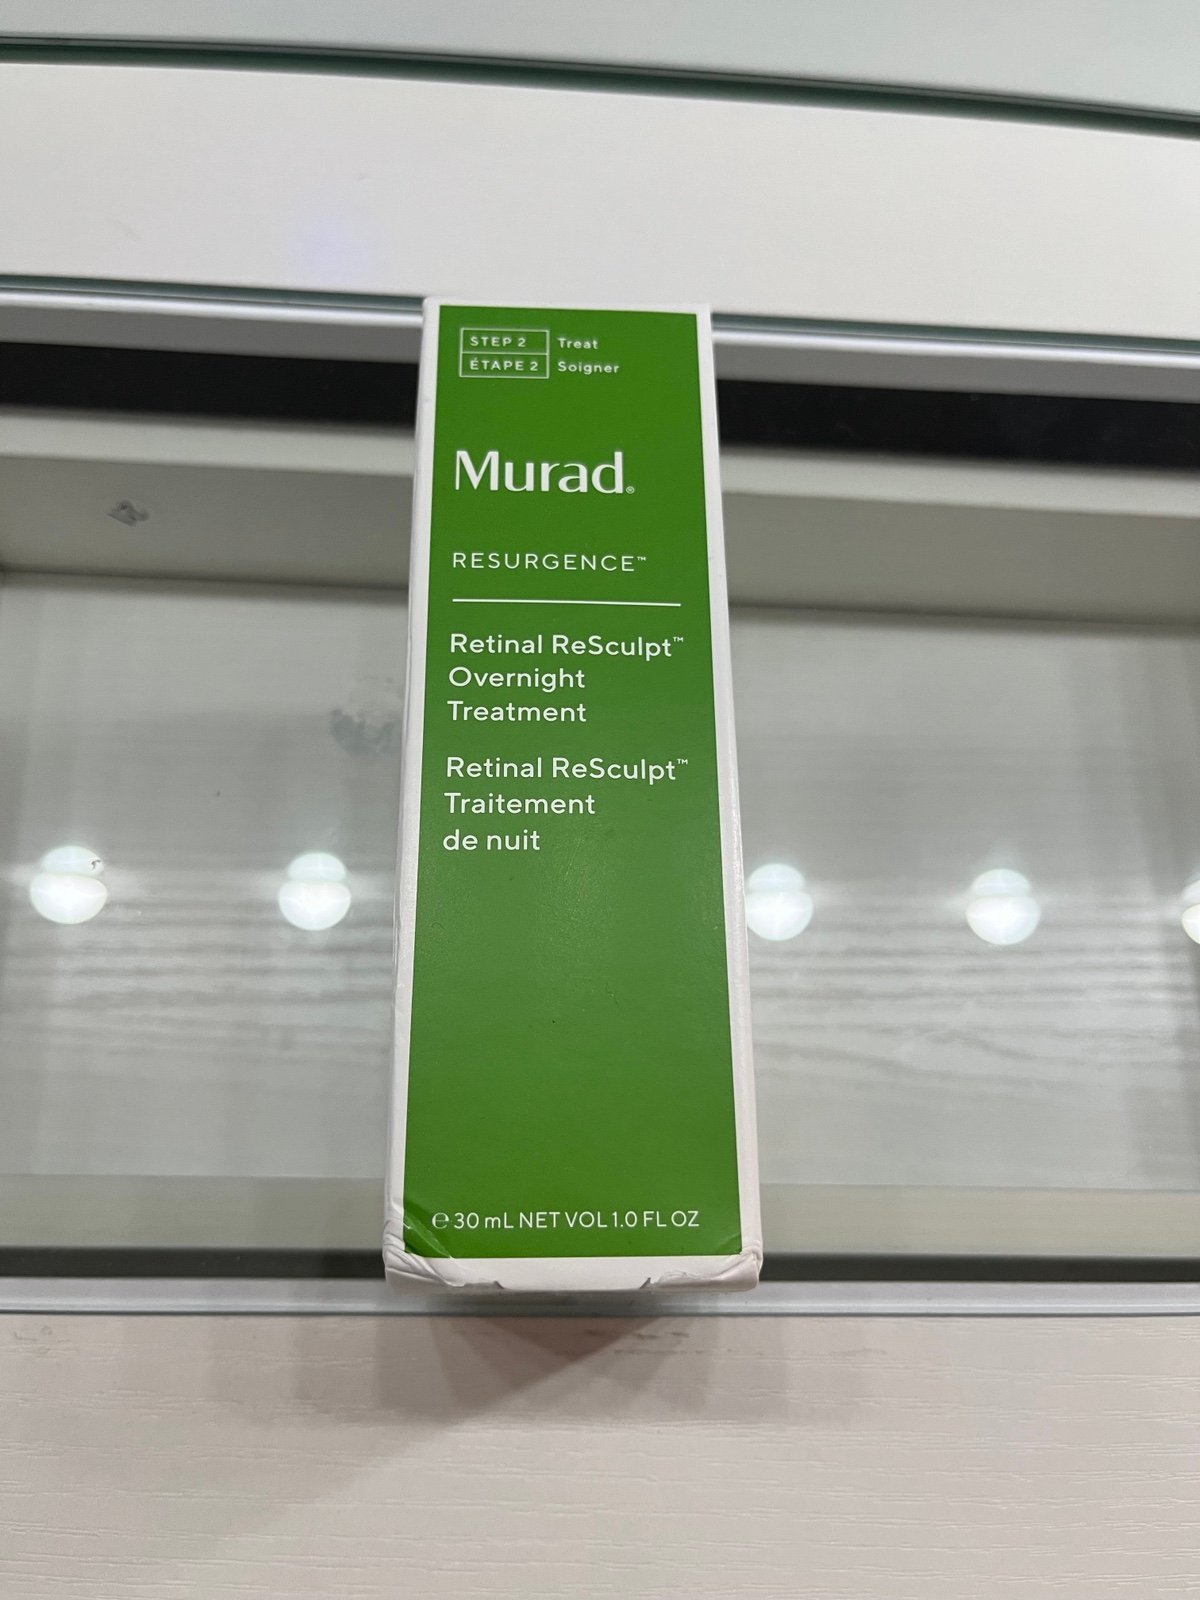 STEP 2 Treat
ÉTAPE 2 Soigner
Murad®
RESURGENCE™
Retinal ReSculpt™
Overnight
Treatment
Retinal ReSculpt™
Traitement
de nuit
℮ 30 mL NET VOL 1.0 FL OZ